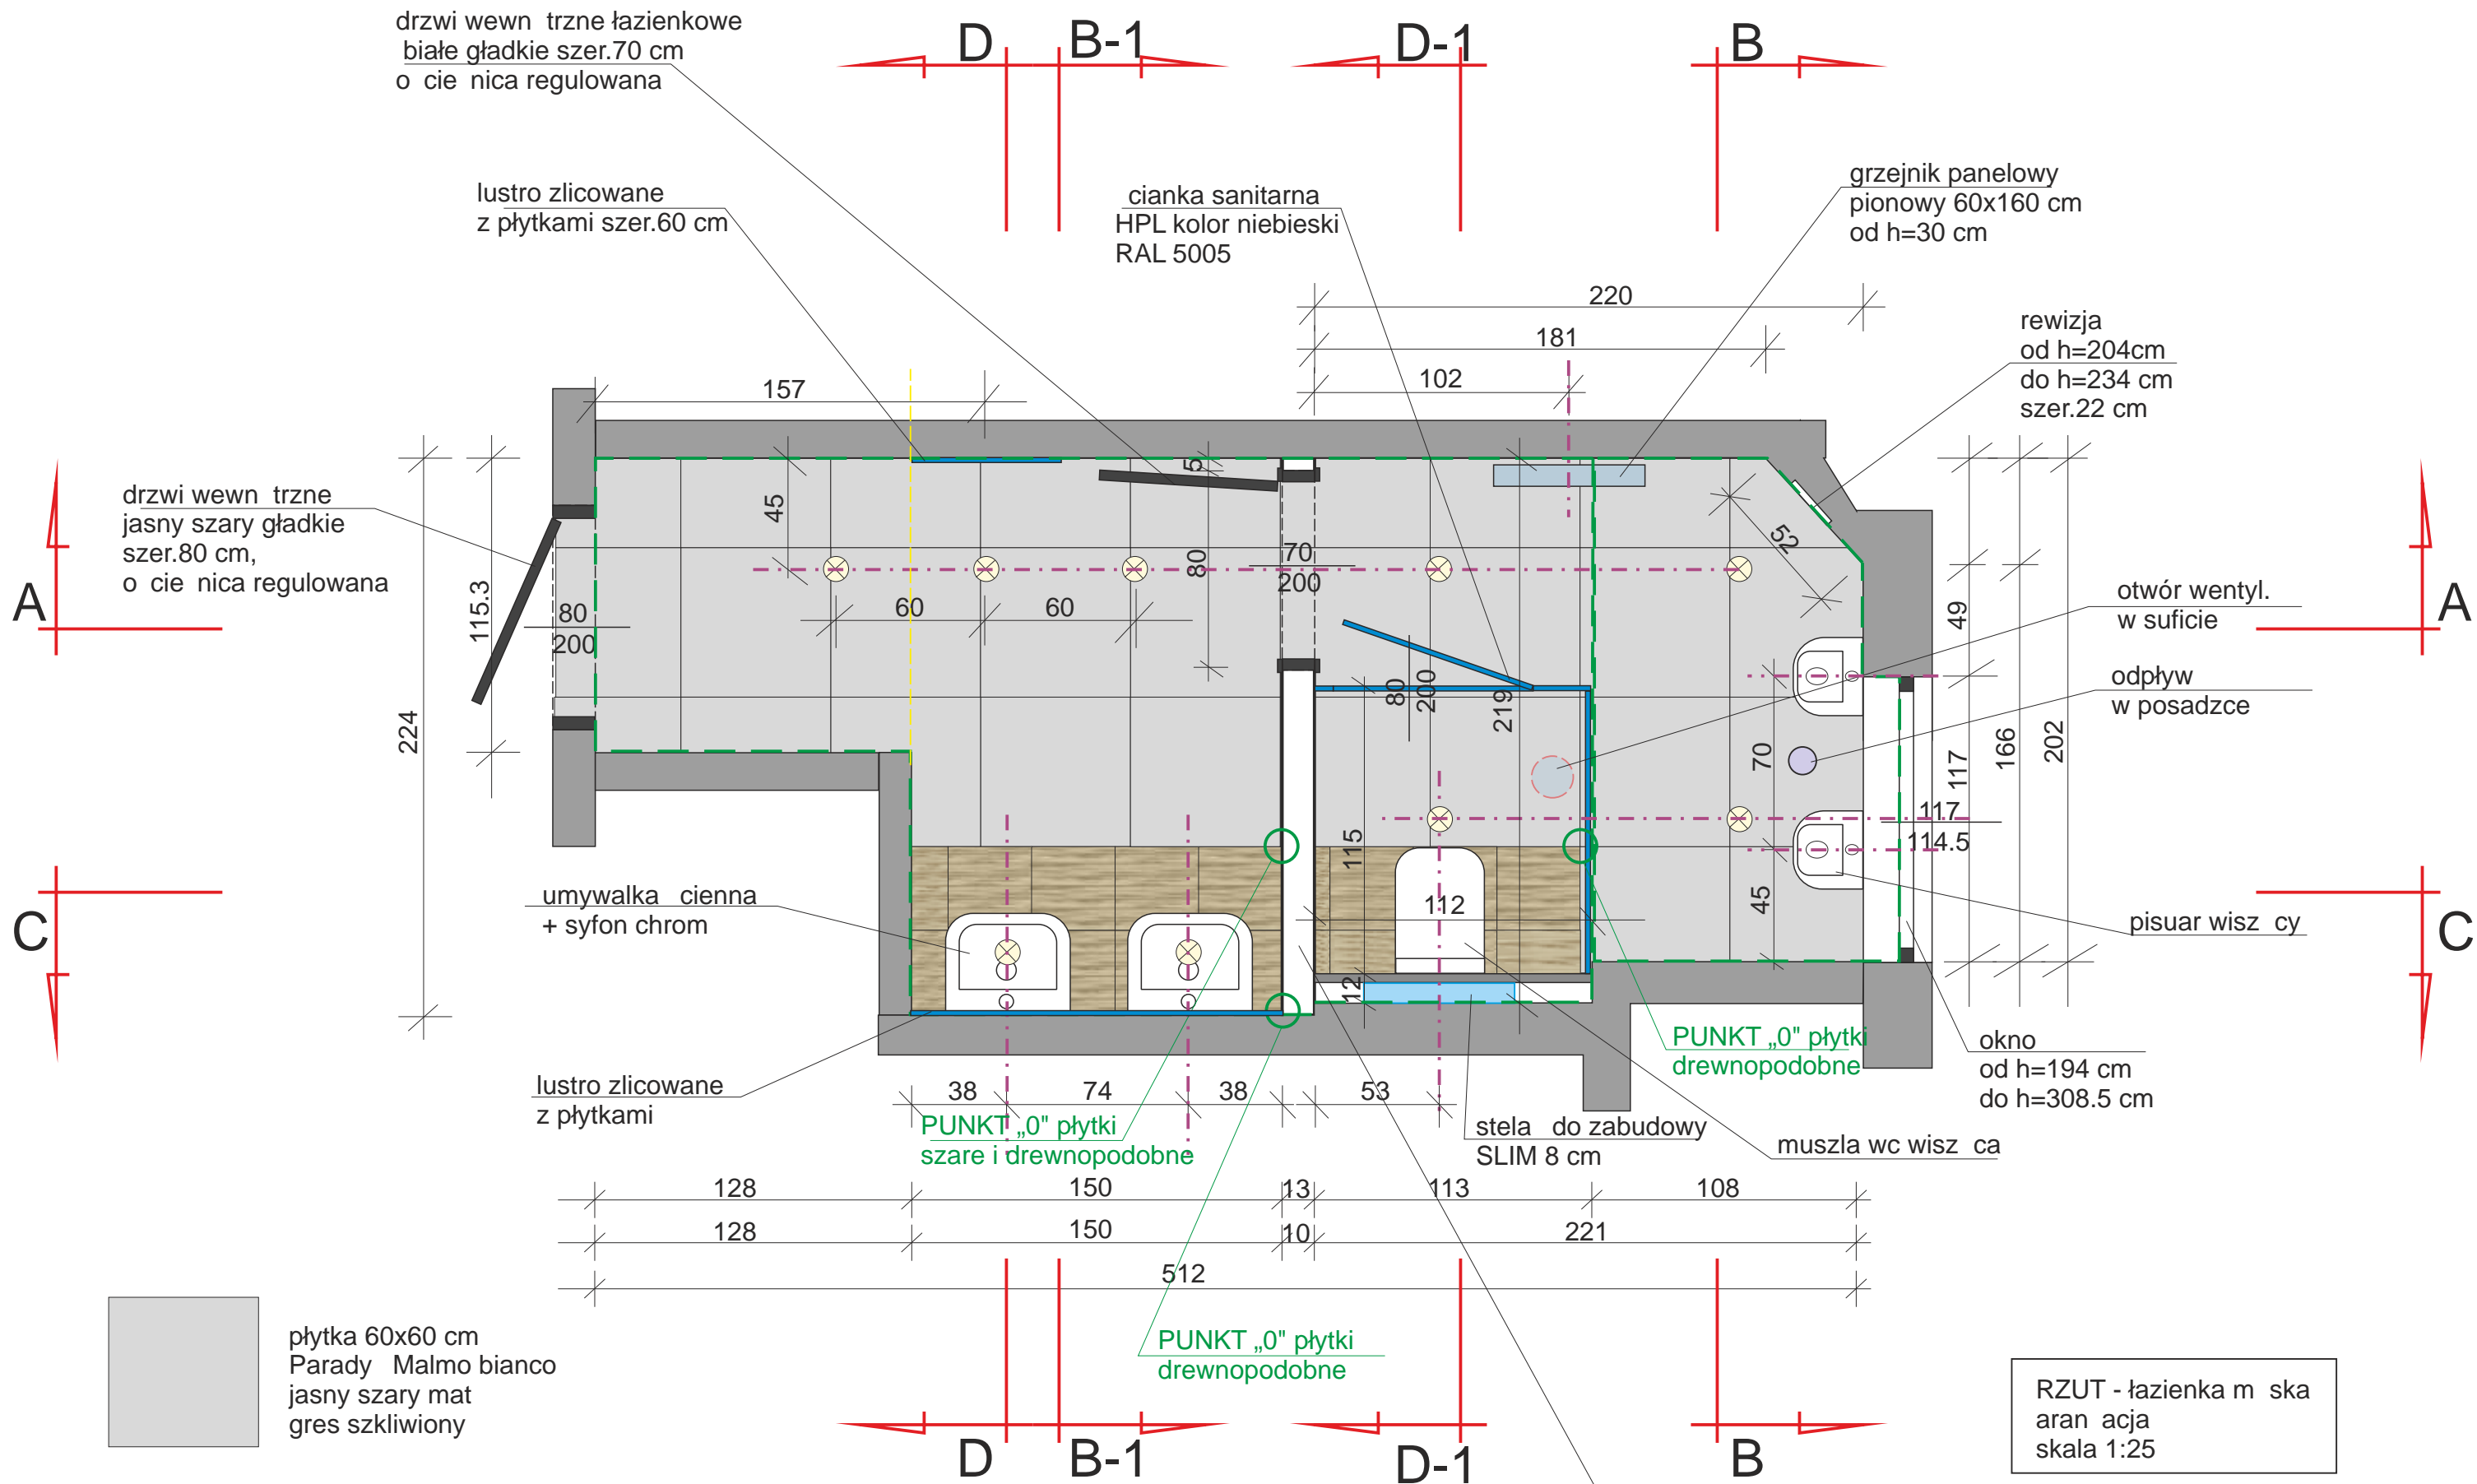 drzwi wewn trzne łazienkowe
białe gładkie szer.70 cm
o cie nica regulowana
D
B-1
D-1
B
lustro zlicowane
z płytkami szer.60 cm
cianka sanitarna
HPL kolor niebieski
RAL 5005
grzejnik panelowy
pionowy 60x160 cm
od h=30 cm
220
181
102
157
rewizja
od h=204cm
do h=234 cm
szer.22 cm
drzwi wewn trzne
jasny szary gładkie
szer.80 cm,
o cie nica regulowana
A
A
224
115.3
80
200
45
5
80
70
200
60
60
52
80
200
219
49
117
166
202
70
45
117
114.5
otwór wentyl.
w suficie
odpływ
w posadzce
pisuar wisz cy
C
C
umywalka cienna
+ syfon chrom
115
112
12
lustro zlicowane
z płytkami
38
74
38
53
PUNKT „0" płytki
szare i drewnopodobne
PUNKT „0" płytki
drewnopodobne
stela do zabudowy
SLIM 8 cm
muszla wc wisz ca
okno
od h=194 cm
do h=308.5 cm
128
150
13
113
108
128
150
10
221
512
PUNKT „0" płytki
drewnopodobne
płytka 60x60 cm
Parady Malmo bianco
jasny szary mat
gres szkliwiony
D
B-1
D-1
B
RZUT - łazienka m ska
aran acja
skala 1:25